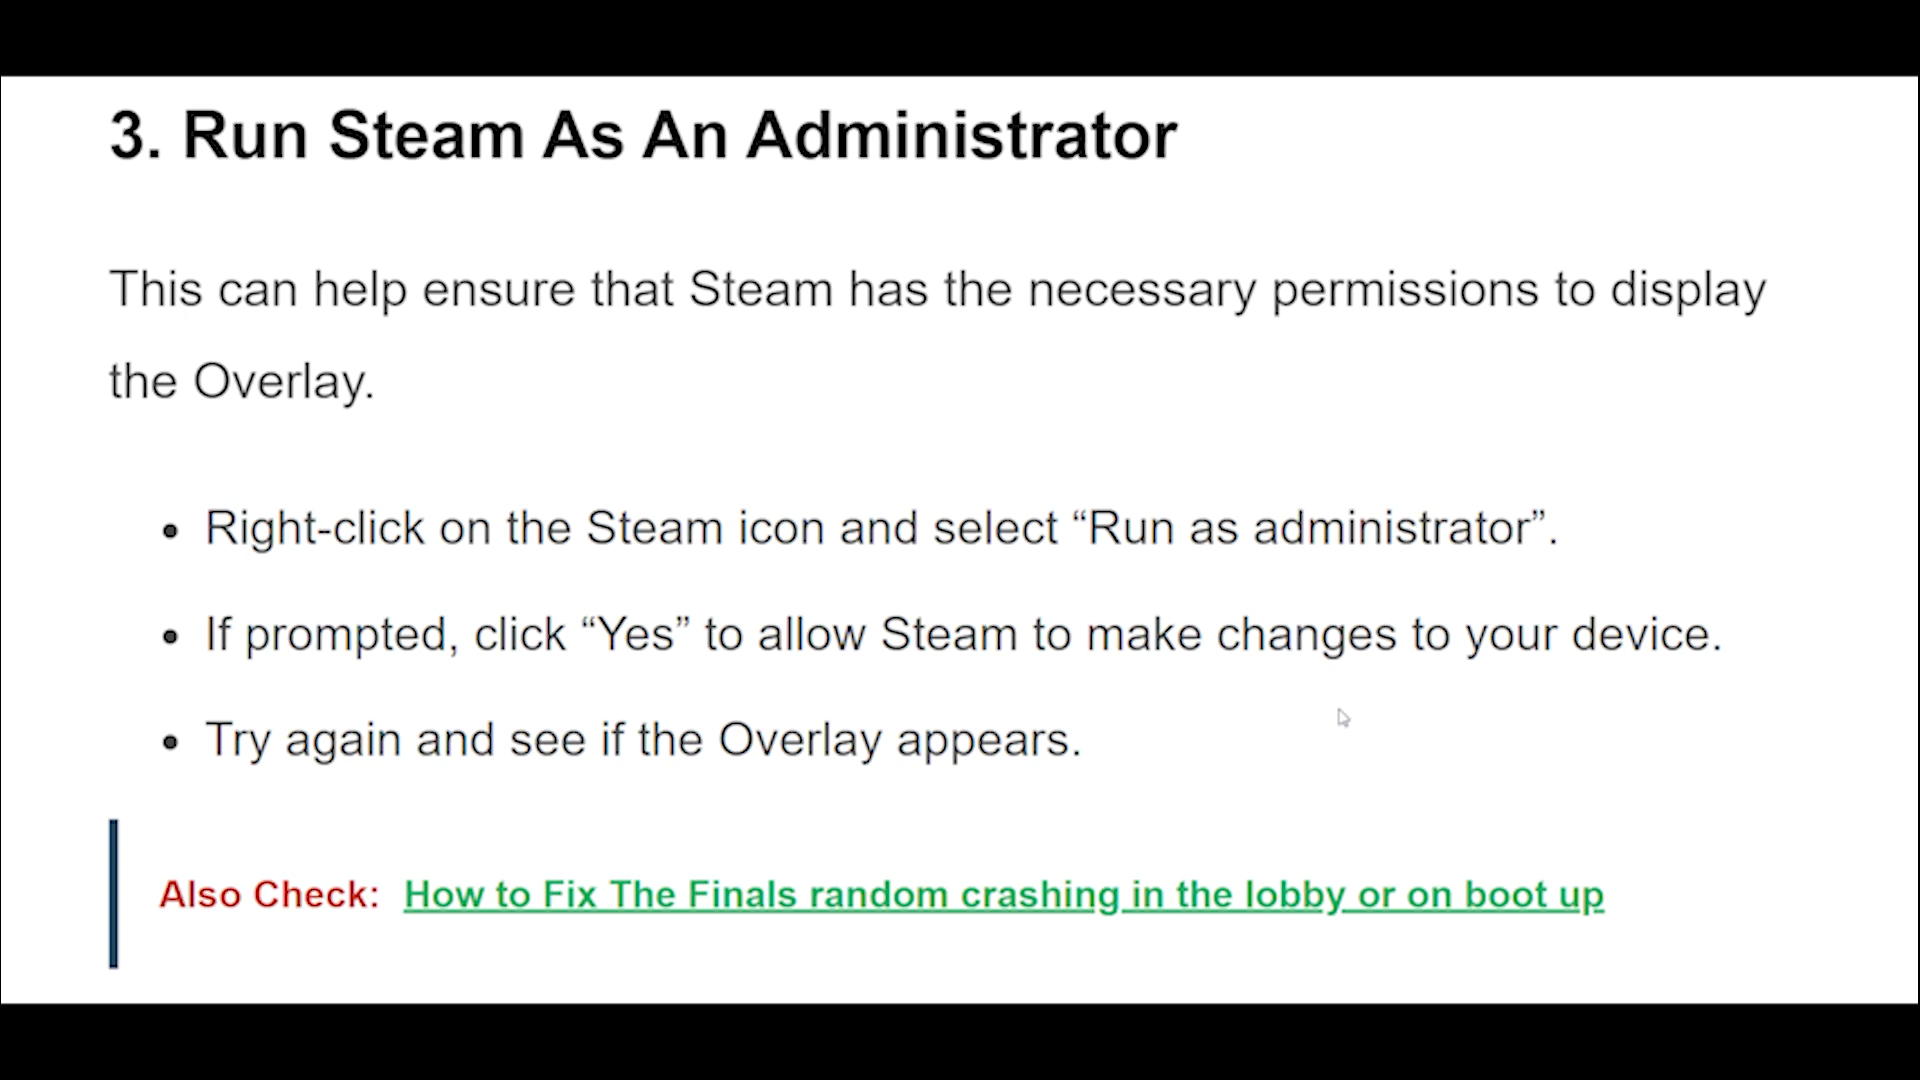 3. Run Steam As An Administrator
This can help ensure that Steam has the necessary permissions to display
the Overlay.
• Right-click on the Steam icon and select “Run as administrator”.
• If prompted, click “Yes” to allow Steam to make changes to your device.
• Try again and see if the Overlay appears.
Also Check: How to Fix The Finals random crashing in the lobby or on boot up